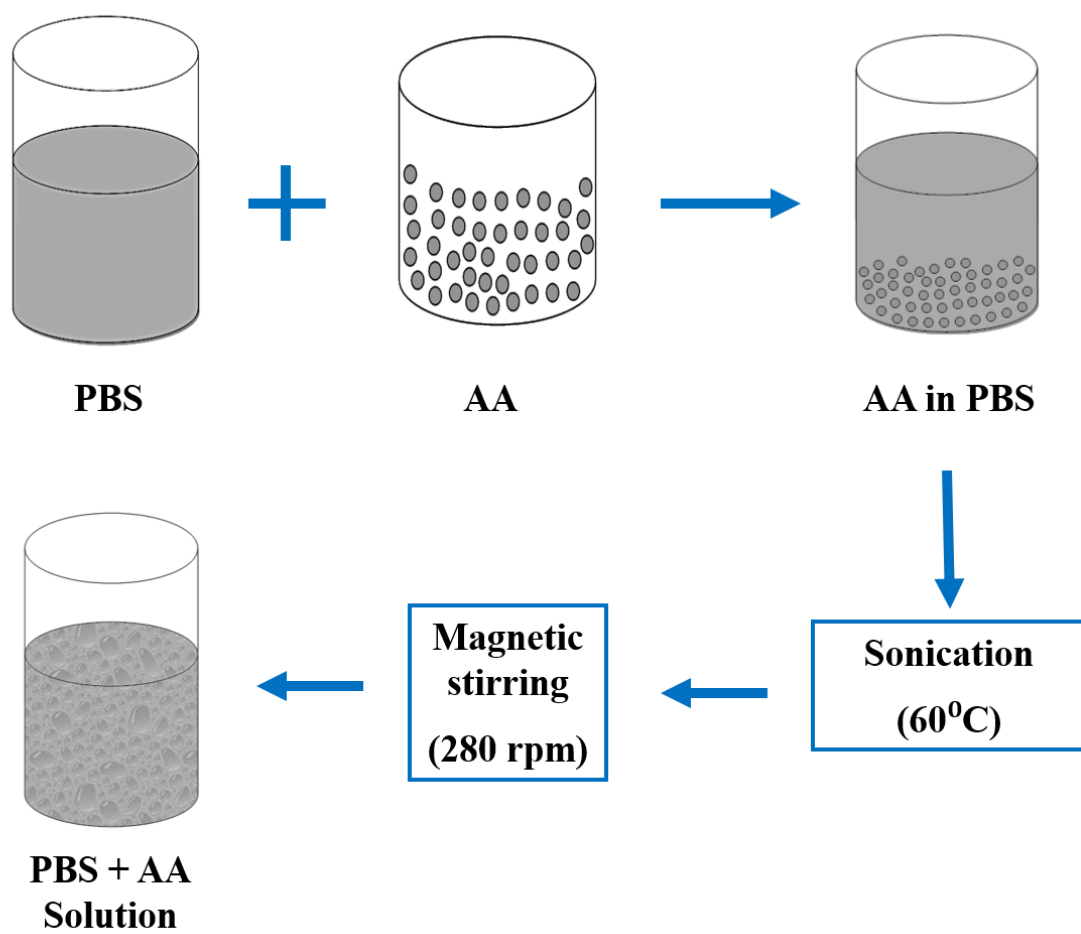 PBS
AA
AA in PBS
Sonication
(60⁰C)
Magnetic
stirring
(280 rpm)
PBS + AA
Solution